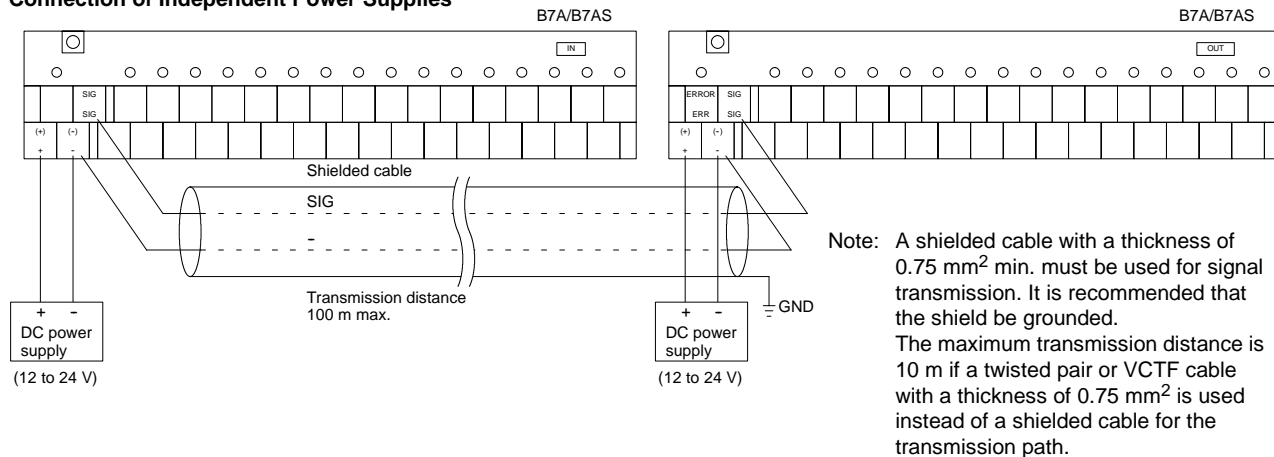 Connection of Independent Power Supplies
B7A/B7AS
IN
SIG
SIG
(+) (-)
+ -
B7A/B7AS
OUT
ERROR SIG
ERR SIG
(+) (-)
+ -
Shielded cable
SIG
-
Transmission distance
100 m max.
GND
+ -
DC power
supply
(12 to 24 V)
+ -
DC power
supply
(12 to 24 V)
Note: A shielded cable with a thickness of
0.75 mm² min. must be used for signal
transmission. It is recommended that
the shield be grounded.
The maximum transmission distance is
10 m if a twisted pair or VCTF cable
with a thickness of 0.75 mm² is used
instead of a shielded cable for the
transmission path.